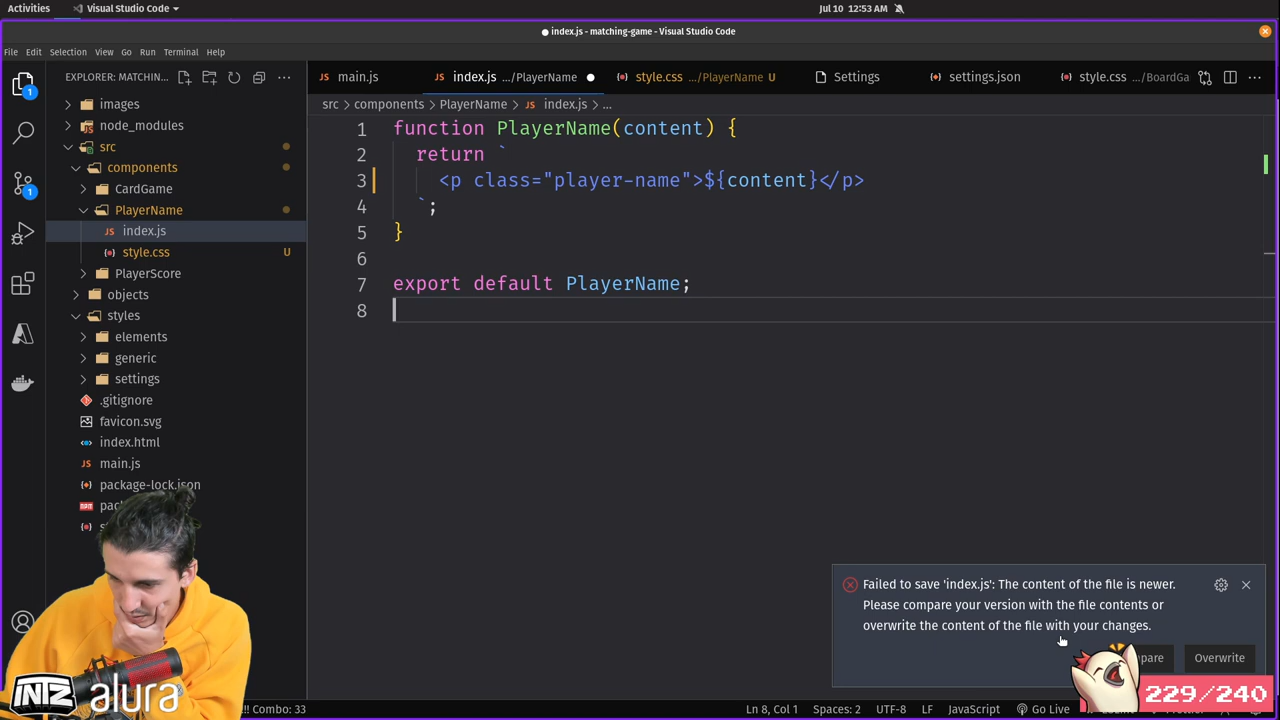 Activities
Visual Studio Code
Jul 10 12:53 AM
index.js - matching-game - Visual Studio Code
File Edit Selection View Go Run Terminal Help
EXPLORER: MATCHIN...
main.js
index.js .../PlayerName
style.css .../PlayerName U
Settings
settings.json
style.css .../BoardGa
src > components > PlayerName > JS index.js > ...
1
images
node_modules
src
components
CardGame
PlayerName
JS index.js
style.css U
PlayerScore
objects
styles
elements
generic
settings
.gitignore
favicon.svg
index.html
JS main.js
package-lock.json
1
1 function PlayerName(content) {
2 return `
3 <p class="player-name">${content}</p>
4 `;
5 }
6
7 export default PlayerName;
8
Failed to save 'index.js': The content of the file is newer.
Please compare your version with the file contents or
overwrite the content of the file with your changes.
Overwrite
INTZ alura
229/240
!!! Combo: 33
Ln 8, Col 1
Spaces: 2
UTF-8
LF
JavaScript
Go Live